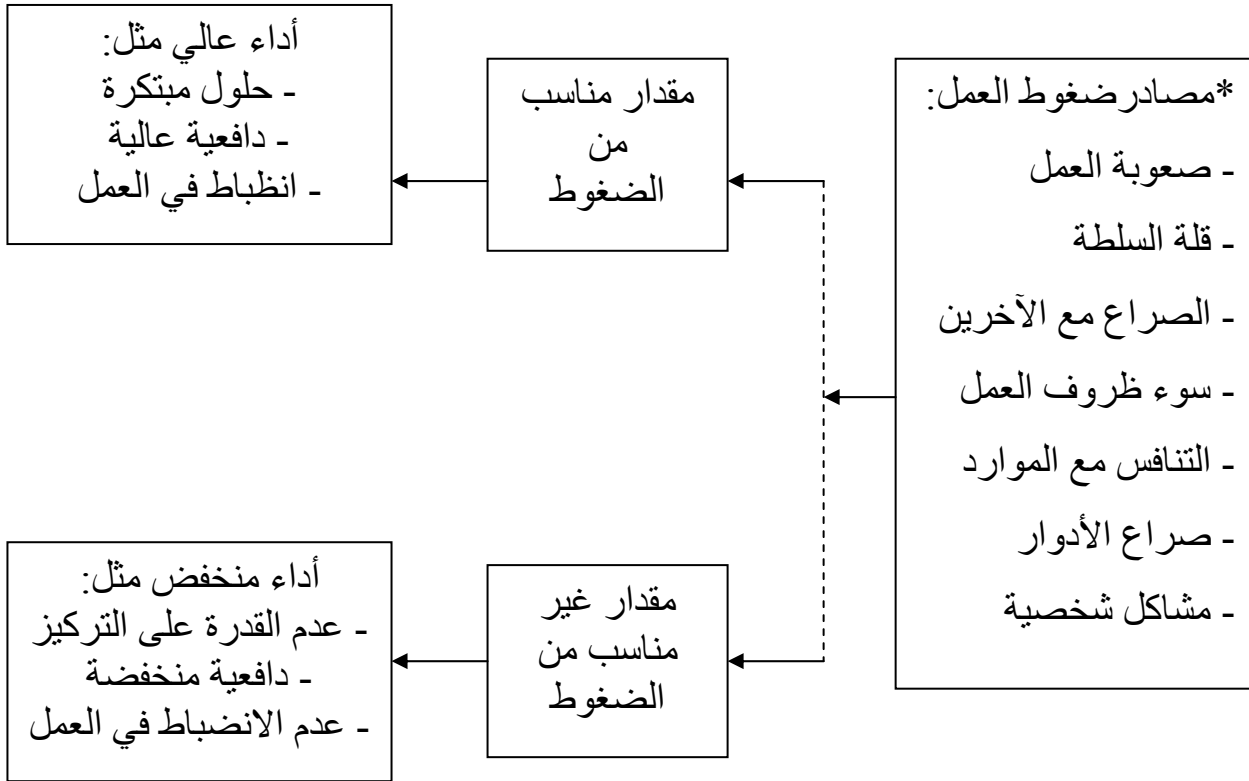 *مصادر ضغوط العمل:
- صعوبة العمل
- قلة السلطة
- الصراع مع الآخرين
- سوء ظروف العمل
- التنافس مع الموارد
- صراع الأدوار
- مشاكل شخصية
مقدار مناسب
من
الضغوط
أداء عالي مثل:
- حلول مبتكرة
- دافعية عالية
- انظباط في العمل
مقدار غير
مناسب من
الضغوط
أداء منخفض مثل:
- عدم القدرة على التركيز
- دافعية منخفضة
- عدم الانضباط في العمل